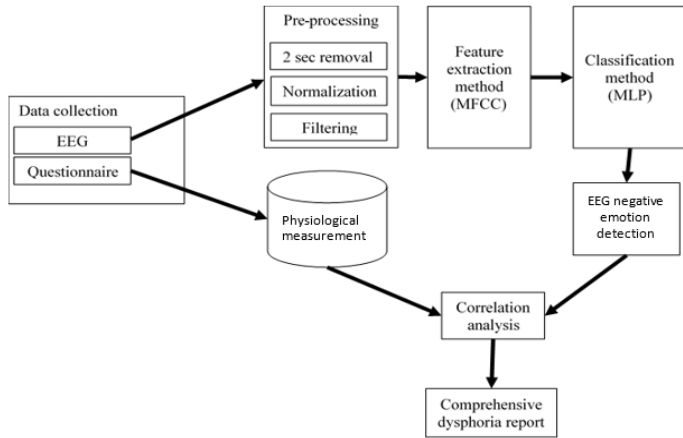 Data collection
EEG
Questionnaire
Pre-processing
2 sec removal
Normalization
Filtering
Feature
extraction
method
(MFCC)
Classification
method
(MLP)
Physiological
measurement
EEG negative
emotion
detection
Correlation
analysis
Comprehensive
dysphoria report